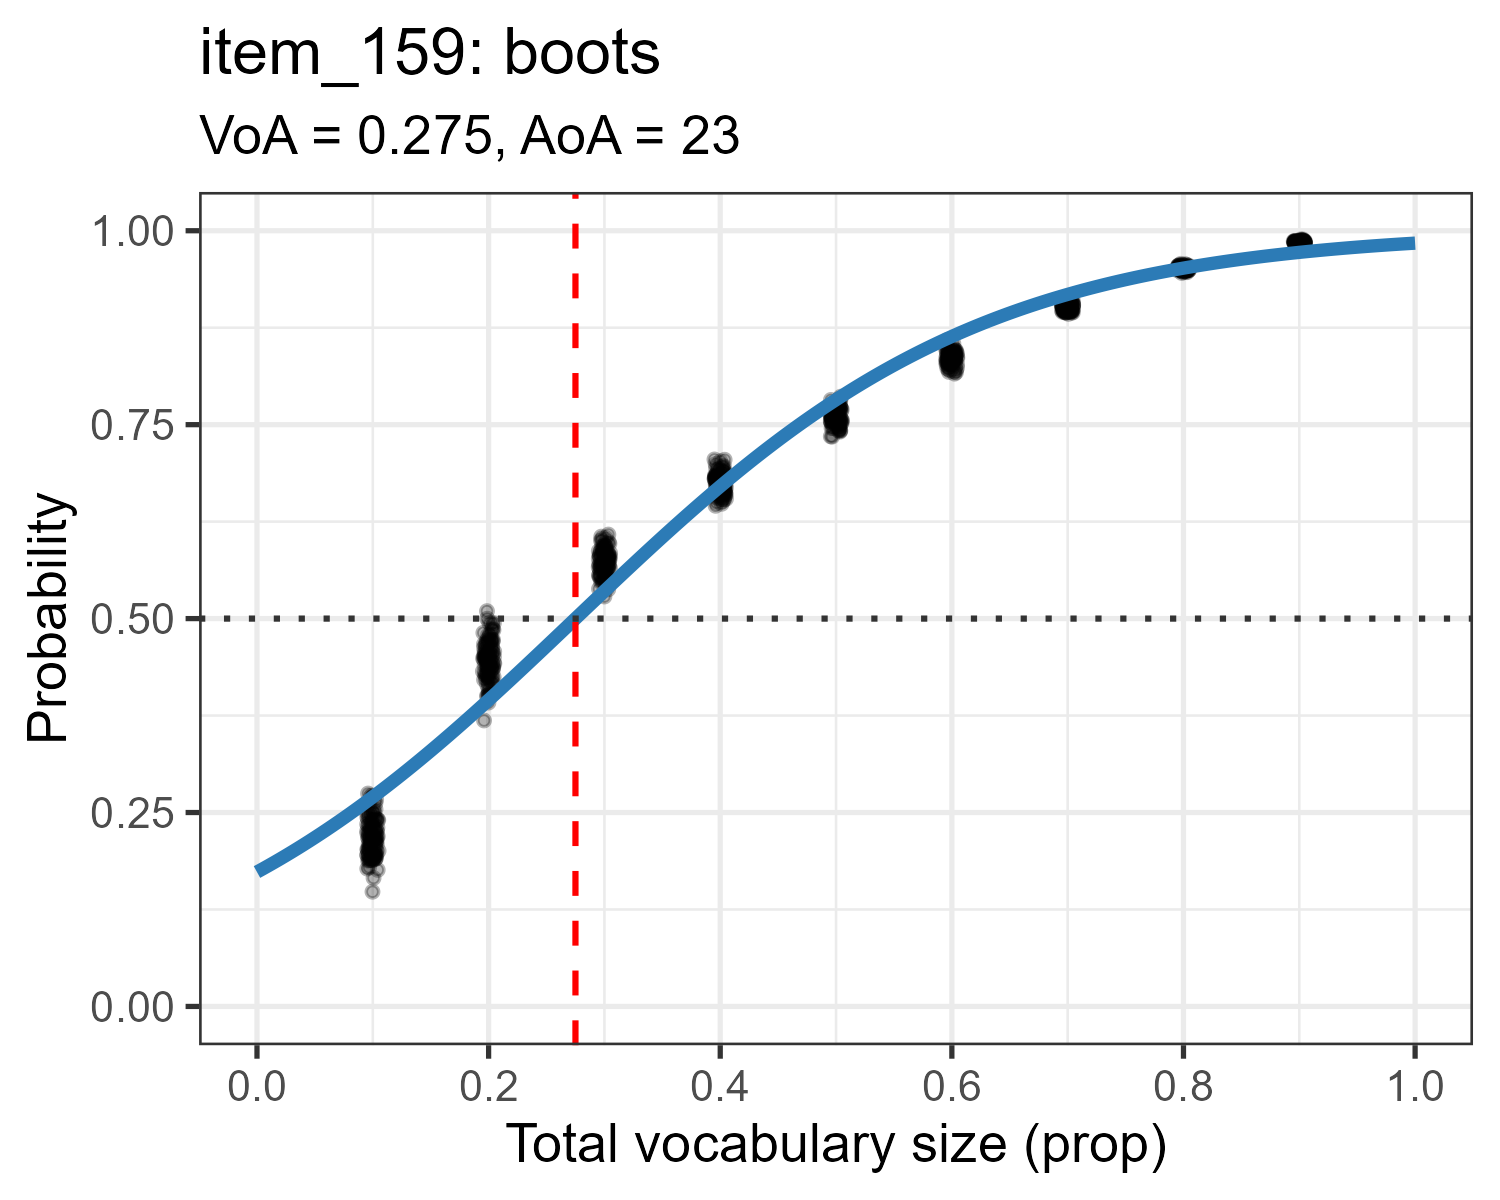 item_159: boots
VoA = 0.275, AoA = 23
1.00
0.75
0.50
0.25
0.00
Probability
0.0 0.2 0.4 0.6 0.8 1.0
Total vocabulary size (prop)